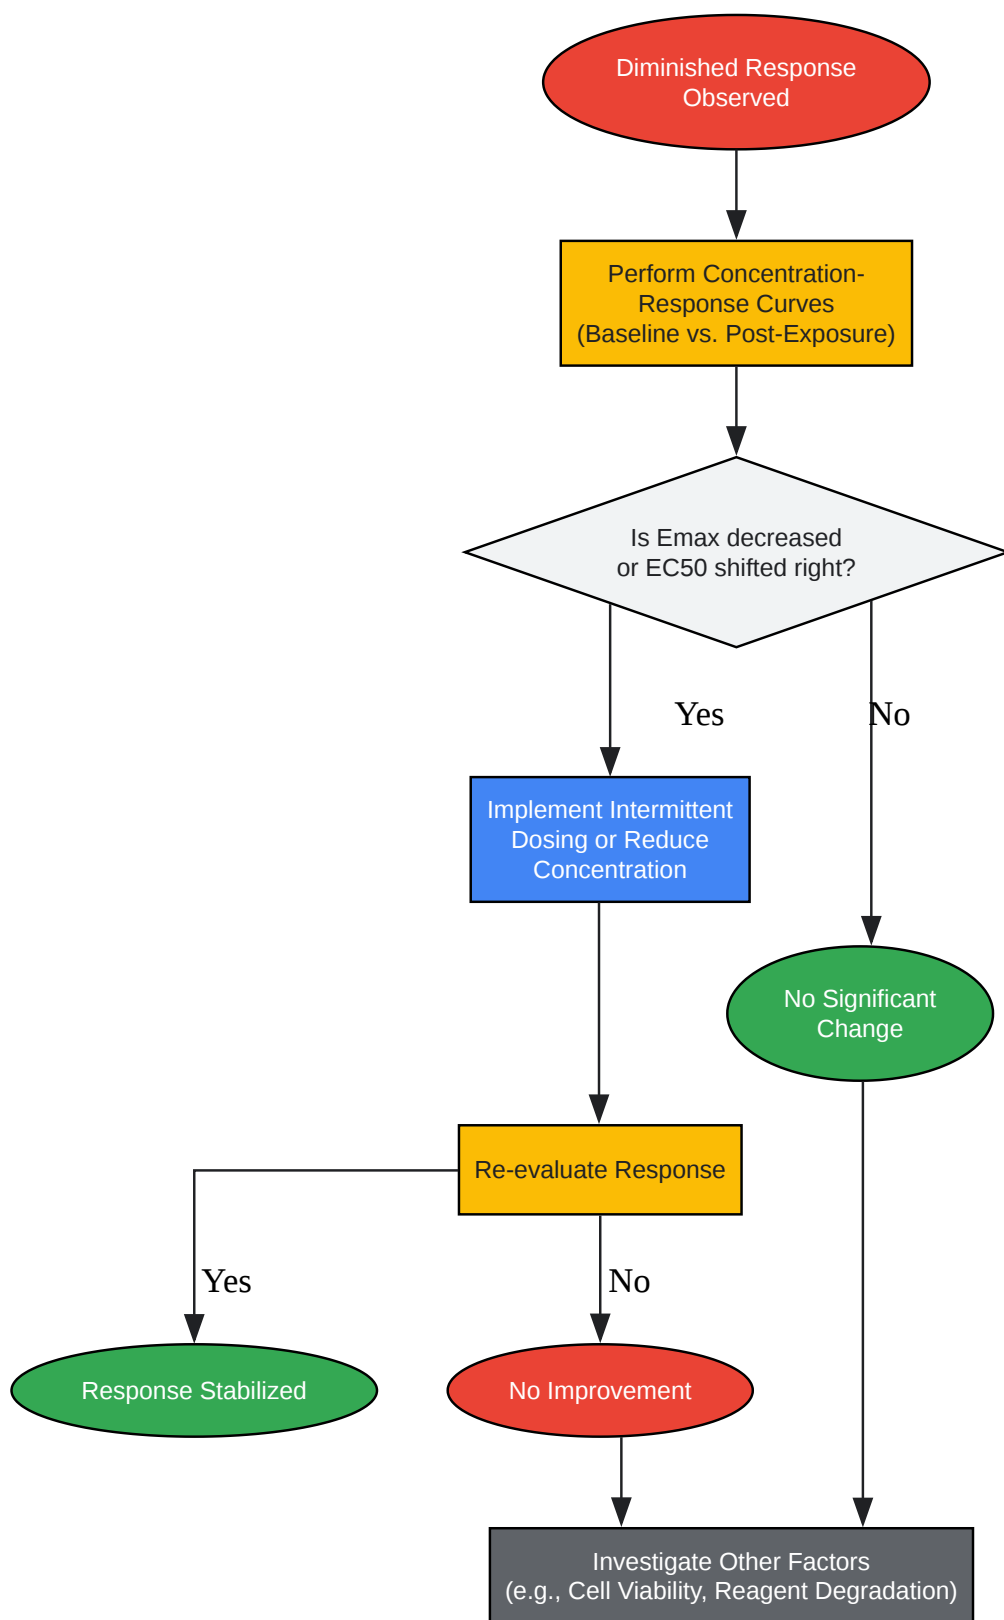 Diminished Response
Observed
Perform Concentration-
Response Curves
(Baseline vs. Post-Exposure)
Is Emax decreased
or EC50 shifted right?
Yes
No
Implement Intermittent
Dosing or Reduce
Concentration
No Significant
Change
Re-evaluate Response
Yes
No
Response Stabilized
No Improvement
Investigate Other Factors
(e.g., Cell Viability, Reagent Degradation)